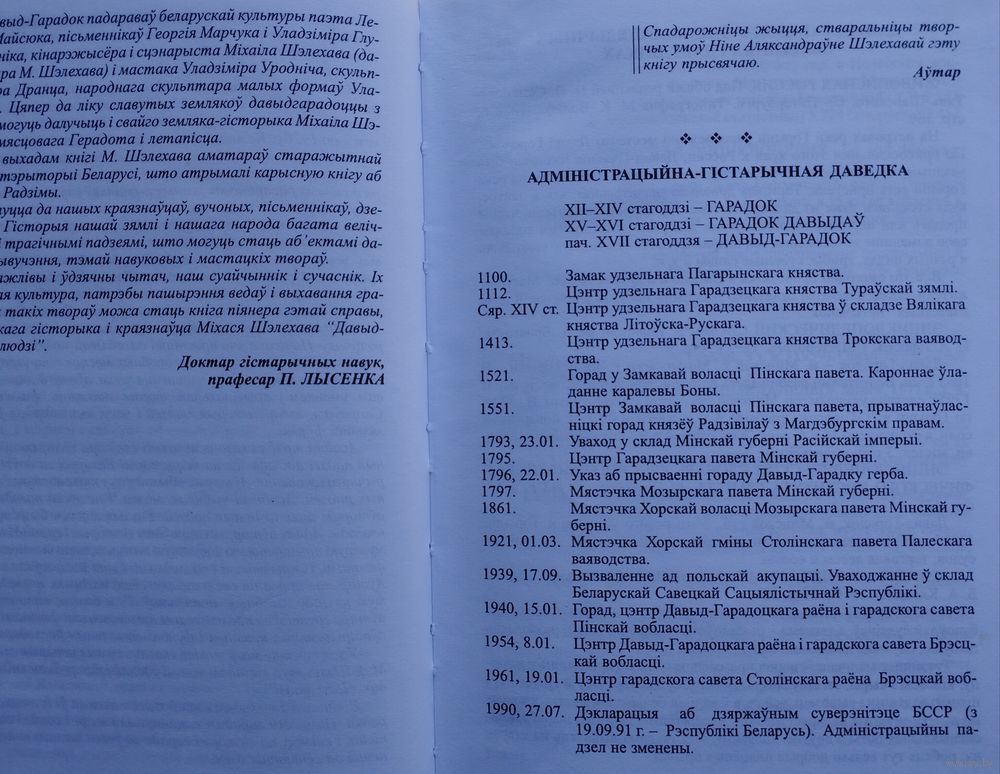 выд-Гарадок падараваў беларускай культуры паэта Ле-
Майсюка, пісьменнікаў Георгія Марчука і Уладзіміра Глу-
ніка, кінарэжысёра і сцэнарыста Міхаіла Шэлехава (да-
ра М. Шэлехава) і мастака Уладзіміра Уродніча, скульп-
ра Дранца, народнага скульптара малых формаў Ула-
. Цяпер да ліку славутых землякоў давыдгарадоццы з
могуць далучыць і свайго земляка-гісторыка Міхаіла Шэ-
мясцовага Герадота і летапісца.
выхадам кнігі М. Шэлехава аматараў старажытнай
тэрыторыі Беларусі, што атрымалі карысную кнігу аб
Радзімы.
уцца да нашых краязнаўцаў, вучоных, пісьменнікаў, дзе-
Гісторыя нашай зямлі і нашага народа багата веліч-
і трагічнымі падзеямі, што могуць стаць аб'ектамі да-
вывучэння, тэмай навуковых і мастацкіх твораў.
ажлівы і ўдзячны чытач, наш суайчыннік і сучаснік. Іх
ая культура, патрэбы пашырэння ведаў і выхавання гра-
такіх твораў можа стаць кніга піянера гэтай справы,
кага гісторыка і краязнаўца Міхася Шэлехава "Давыд-
людзі".
Доктар гістарычных навук,
прафесар П. ЛЫСЕНКА
Спадарожніцы жыцця, стваральніцы твор-
чых умоў Ніне Аляксандраўне Шэлехавай гэту
кнігу прысвячаю.
Аўтар
АДМІНІСТРАЦЫЙНА-ГІСТАРЫЧНАЯ ДАВЕДКА
XII–XIV стагоддзі – ГАРАДОК
XV–XVI стагоддзі – ГАРАДОК ДАВЫДАЎ
пач. XVII стагоддзя – ДАВЫД-ГАРАДОК
1100. Замак удзельнага Пагарынскага княства.
1112. Цэнтр удзельнага Гарадзецкага княства Тураўскай зямлі.
Сяр. XIV ст. Цэнтр удзельнага Гарадзецкага княства ў складзе Вялікага
княства Літоўска-Рускага.
1413. Цэнтр удзельнага Гарадзецкага княства Трокскага ваявод-
ства.
1521. Горад у Замкавай воласці Пінскага павета. Кароннае ўла-
данне каралевы Боны.
1551. Цэнтр Замкавай воласці Пінскага павета, прыватнаўлас-
ніцкі горад князёў Радзівілаў з Магдэбургскім правам.
1793, 23.01. Уваход у склад Мінскай губерні Расійскай імперыі.
1795. Цэнтр Гарадзецкага павета Мінскай губерні.
1796, 22.01. Указ аб прысваенні гораду Давыд-Гарадку герба.
1797. Мястэчка Мозырскага павета Мінскай губерні.
1861. Мястэчка Хорскай воласці Мозырскага павета Мінскай гу-
берні.
1921, 01.03. Мястэчка Хорскай гміны Столінскага павета Палескага
ваяводства.
1939, 17.09. Вызваленне ад польскай акупацыі. Уваходжанне ў склад
Беларускай Савецкай Сацыялістычнай Рэспублікі.
1940, 15.01. Горад, цэнтр Давыд-Гарадоцкага раёна і гарадскога савета
Пінскай вобласці.
1954, 8.01. Цэнтр Давыд-Гарадоцкага раёна і гарадскога савета Брэсц-
кай вобласці.
1961, 19.01. Цэнтр гарадскога савета Столінскага раёна Брэсцкай воб-
ласці.
1990, 27.07. Дэкларацыя аб дзяржаўным суверэнітэце БССР (з
19.09.91 г. – Рэспублікі Беларусь). Адміністрацыйны па-
дзел не зменены.